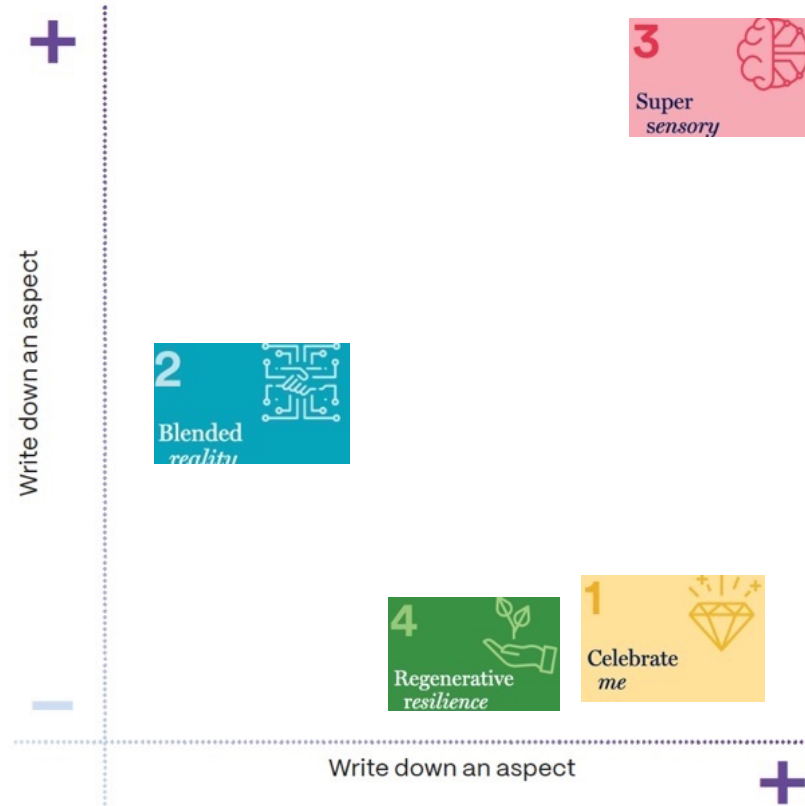 +
3
Super
sensory
Write down an aspect
2
Blended
reality
4
Regenerative
resilience
1
Celebrate
me
−
Write down an aspect
+